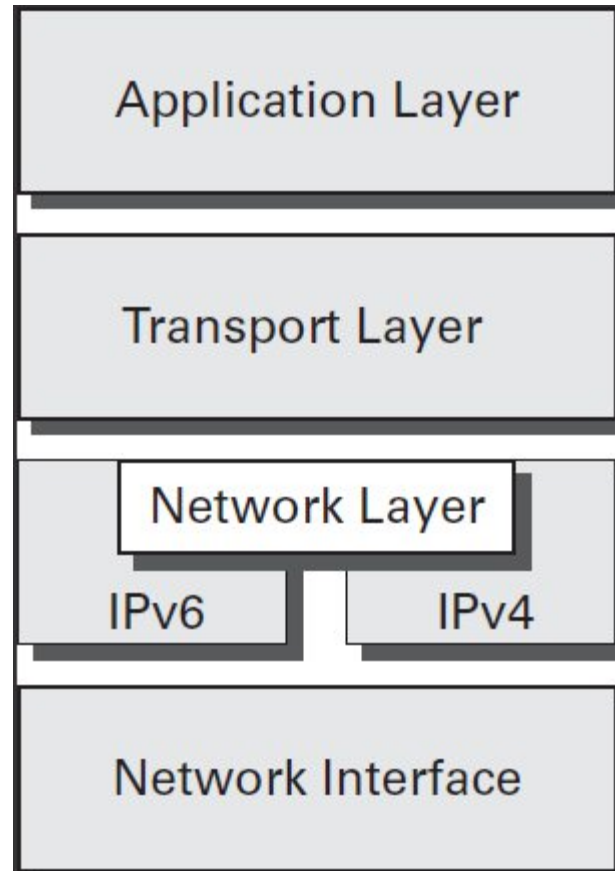 Application Layer
Transport Layer
Network Layer
IPv6 IPv4
Network Interface